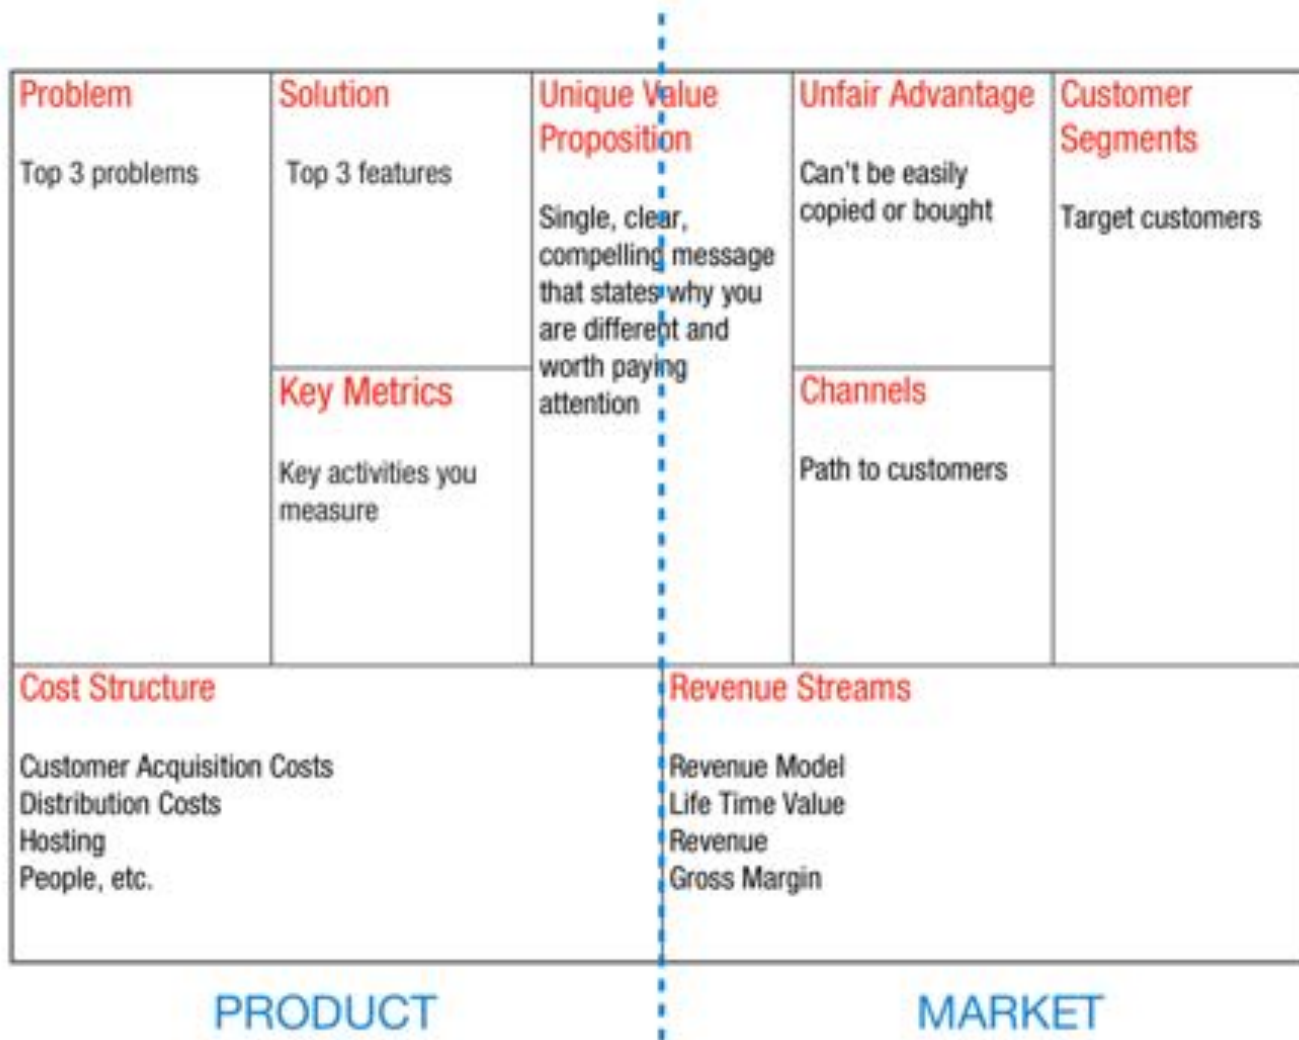 Problem
Top 3 problems
Solution
Top 3 features
Key Metrics
Key activities you
measure
Unique Value
Proposition
Single, clear,
compelling message
that states why you
are different and
worth paying
attention
Unfair Advantage
Can't be easily
copied or bought
Channels
Path to customers
Customer
Segments
Target customers
Cost Structure
Customer Acquisition Costs
Distribution Costs
Hosting
People, etc.
Revenue Streams
Revenue Model
Life Time Value
Revenue
Gross Margin
PRODUCT
MARKET